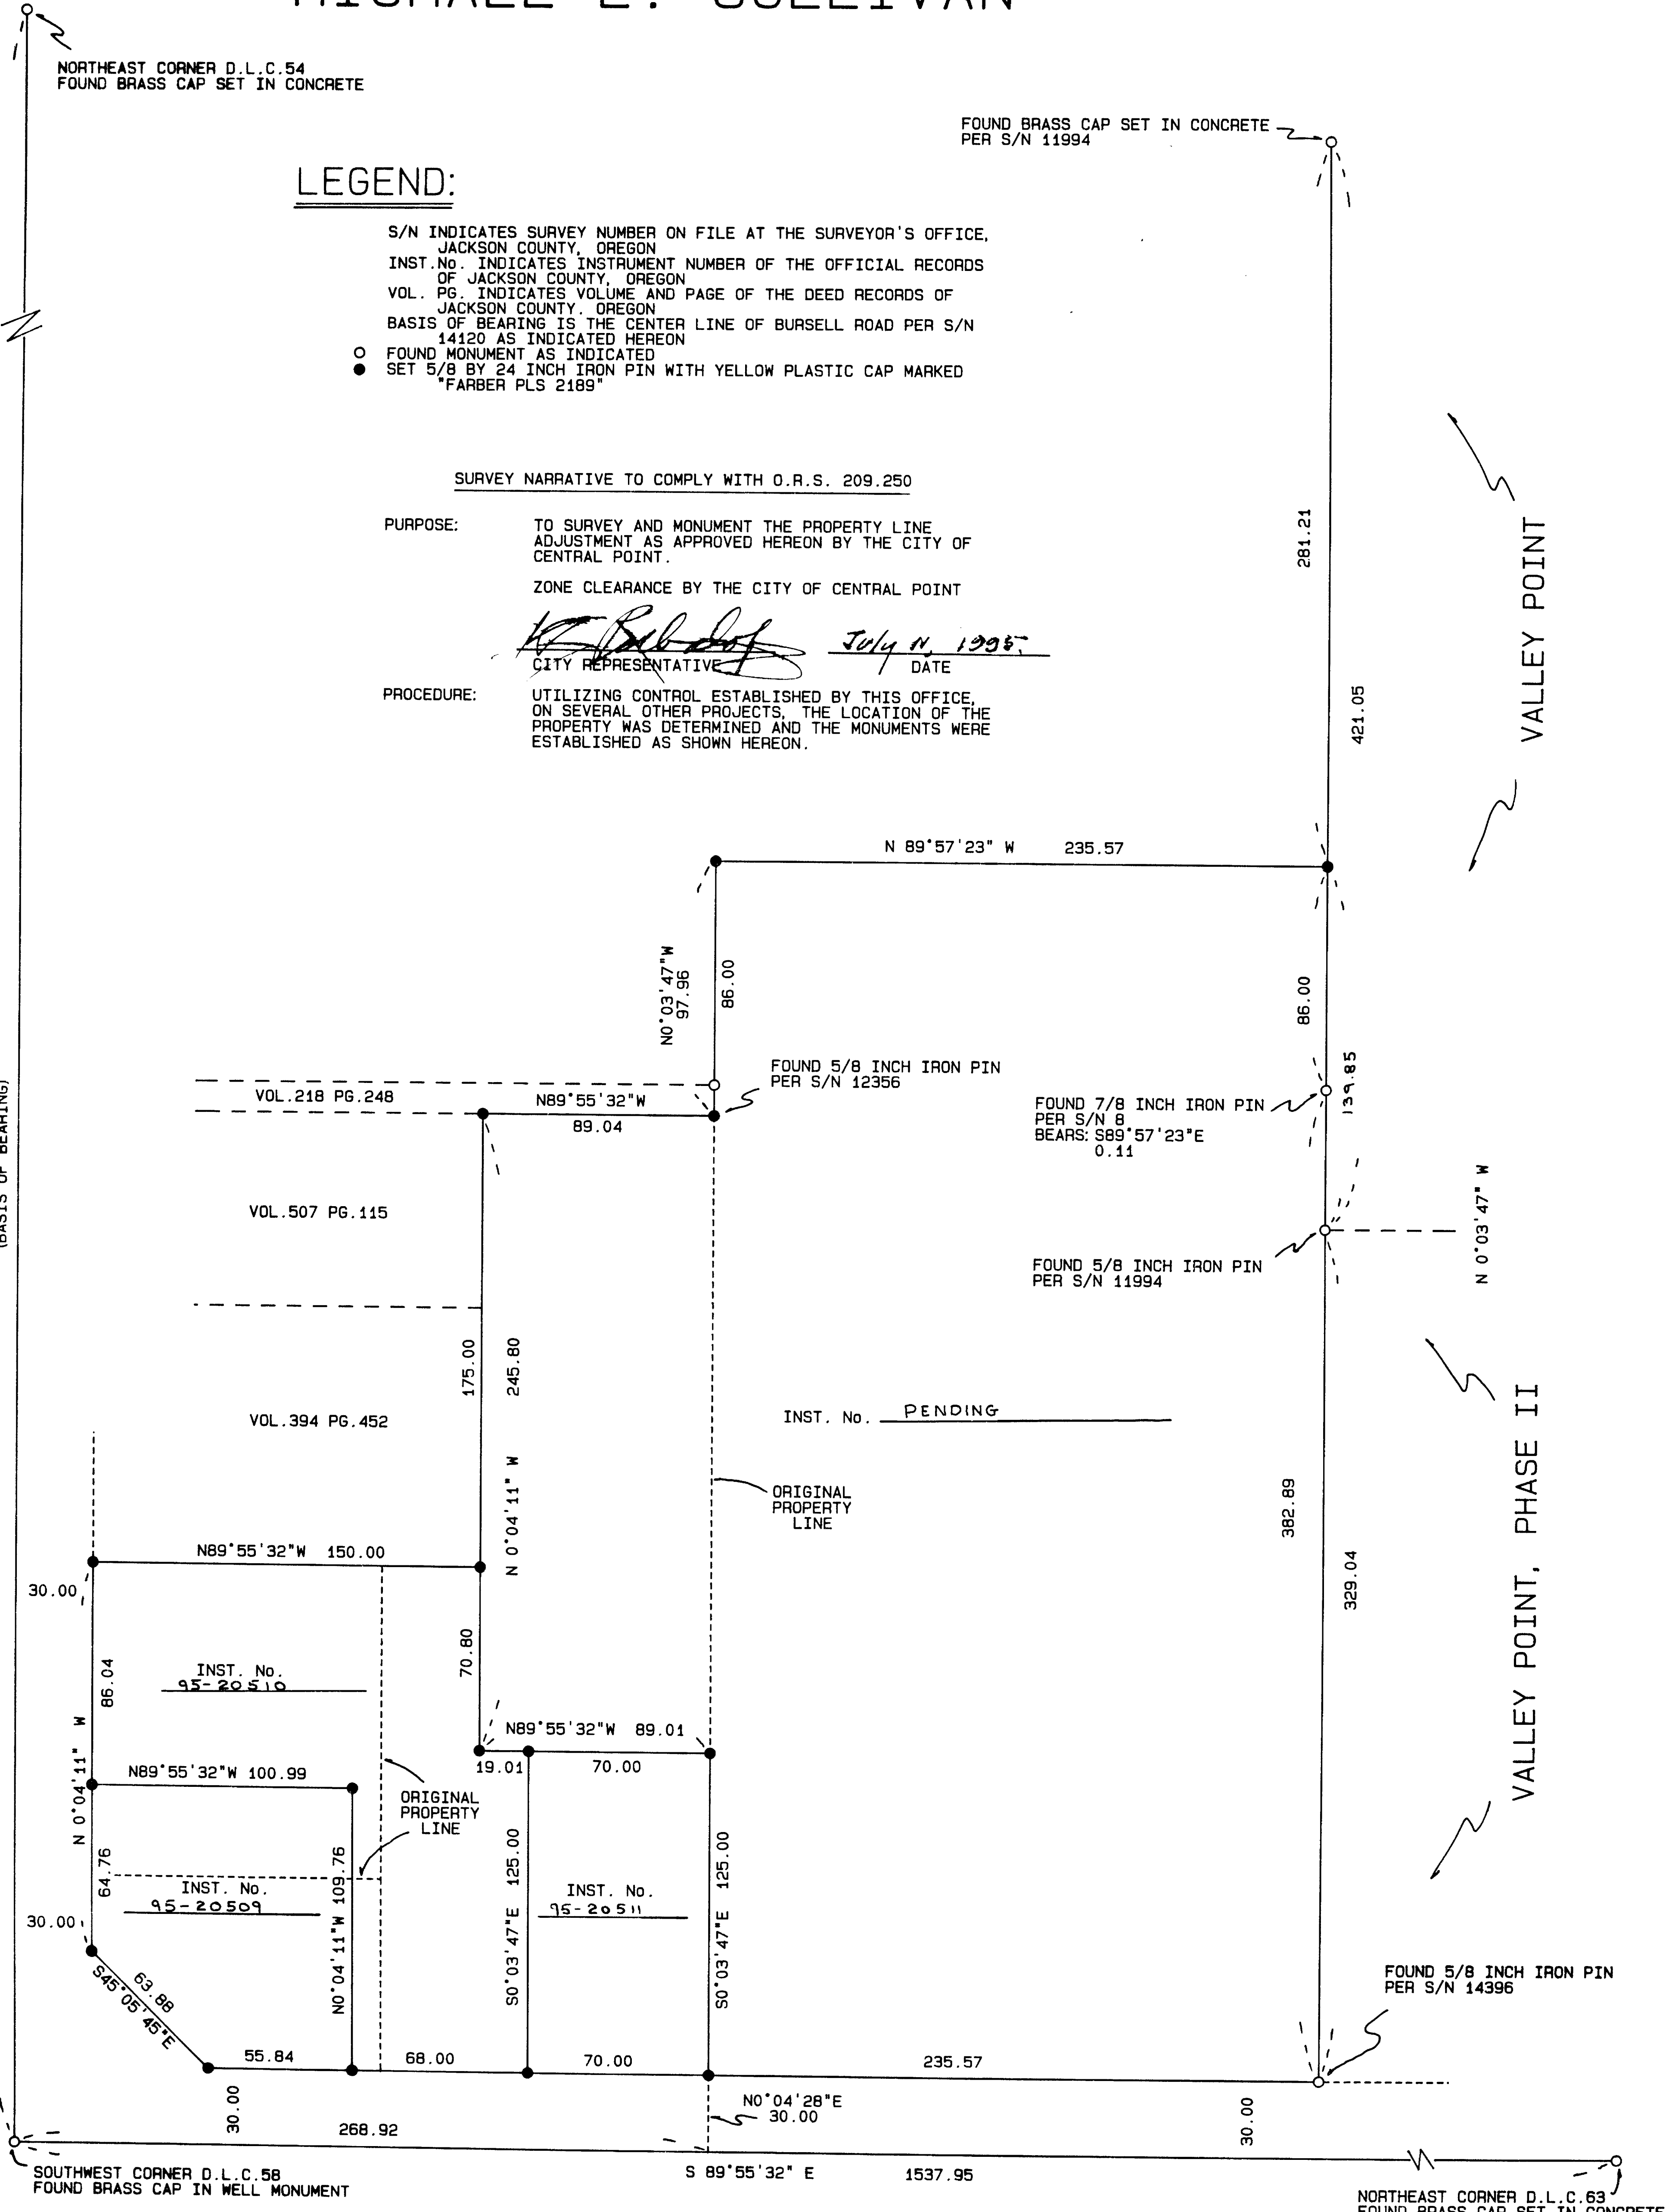 MICHAEL L. SULLIVAN
NORTHEAST CORNER D.L.C.54
FOUND BRASS CAP SET IN CONCRETE
FOUND BRASS CAP SET IN CONCRETE
PER S/N 11994
LEGEND:
S/N INDICATES SURVEY NUMBER ON FILE AT THE SURVEYOR'S OFFICE,
JACKSON COUNTY, OREGON
INST.No. INDICATES INSTRUMENT NUMBER OF THE OFFICIAL RECORDS
OF JACKSON COUNTY, OREGON
VOL. PG. INDICATES VOLUME AND PAGE OF THE DEED RECORDS OF
JACKSON COUNTY. OREGON
BASIS OF BEARING IS THE CENTER LINE OF BURSELL ROAD PER S/N
14120 AS INDICATED HEREON
FOUND MONUMENT AS INDICATED
SET 5/8 BY 24 INCH IRON PIN WITH YELLOW PLASTIC CAP MARKED
"FARBER PLS 2189"
SURVEY NARRATIVE TO COMPLY WITH O.R.S. 209.250
PURPOSE:
TO SURVEY AND MONUMENT THE PROPERTY LINE
ADJUSTMENT AS APPROVED HEREON BY THE CITY OF
CENTRAL POINT.
ZONE CLEARANCE BY THE CITY OF CENTRAL POINT
July 1995.
CITY REPRESENTATIVE
DATE
PROCEDURE:
UTILIZING CONTROL ESTABLISHED BY THIS OFFICE,
ON SEVERAL OTHER PROJECTS, THE LOCATION OF THE
PROPERTY WAS DETERMINED AND THE MONUMENTS WERE
ESTABLISHED AS SHOWN HEREON.
281.21
421.05
VALLEY POINT
N 89°57'23" W 235.57
N0°03'47"W
97.96
86.00
86.00
139.85
FOUND 5/8 INCH IRON PIN
PER S/N 12356
VOL.218 PG.248
N89°55'32"W
89.04
FOUND 7/8 INCH IRON PIN
PER S/N 8
BEARS: S89°57'23"E
0.11
(BASIS OF BEARING)
VOL.507 PG.115
N 0°03'47" W
FOUND 5/8 INCH IRON PIN
PER S/N 11994
175.00
245.80
VOL.394 PG.452
INST. No. PENDING
N 0°04'11" W
ORIGINAL
PROPERTY
LINE
382.89
329.04
VALLEY POINT, PHASE II
N89°55'32"W 150.00
30.00
86.04
70.80
INST. No.
95-20510
N89°55'32"W 89.01
19.01
70.00
N 0°04'11" W
N89°55'32"W 100.99
ORIGINAL
PROPERTY
LINE
64.76
N0°04'11"W 109.76
INST. No.
95-20509
S0°03'47"E 125.00
INST. No.
95-20511
S0°03'47"E 125.00
30.00
63.88
S45°05'45"E
FOUND 5/8 INCH IRON PIN
PER S/N 14396
55.84
68.00
70.00
235.57
30.00
N0°04'28"E
30.00
30.00
268.92
S 89°55'32" E 1537.95
SOUTHWEST CORNER D.L.C.58
FOUND BRASS CAP IN WELL MONUMENT
NORTHEAST CORNER D.L.C.63
FOUND BRASS CAP SET IN CONCRETE